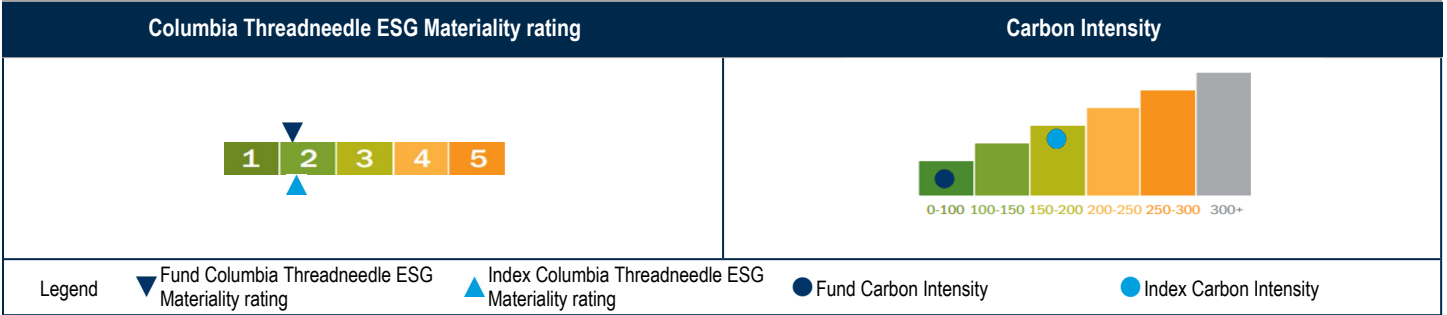 Columbia Threadneedle ESG Materiality rating
Carbon Intensity
1 2 3 4 5
0-100 100-150 150-200 200-250 250-300 300+
Legend
Fund Columbia Threadneedle ESG
Materiality rating
Index Columbia Threadneedle ESG
Materiality rating
Fund Carbon Intensity
Index Carbon Intensity